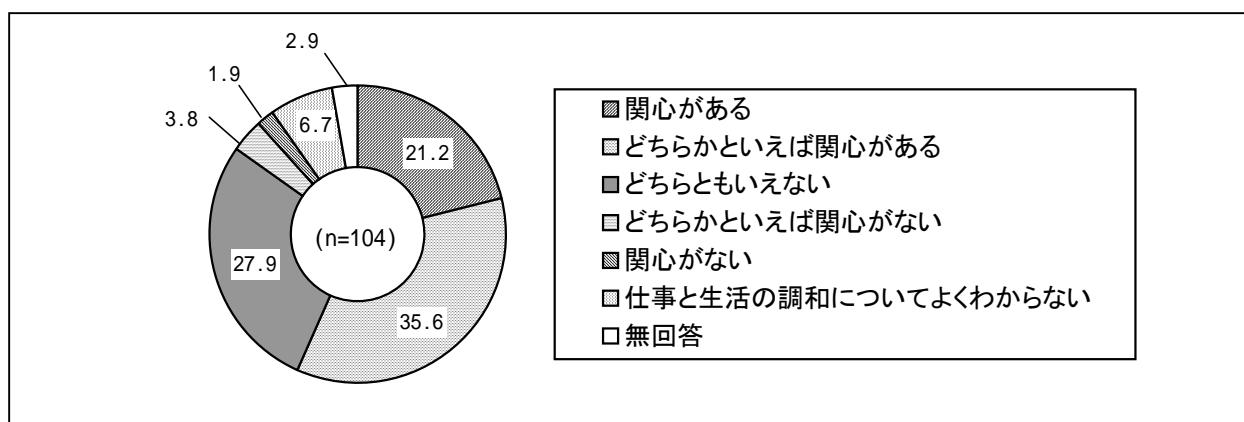 2.9
1.9
3.8
6.7
21.2
27.9
35.6
(n=104)
関心がある
どちらかといえば関心がある
どちらともいえない
どちらかといえば関心がない
関心がない
仕事と生活の調和についてよくわからない
無回答